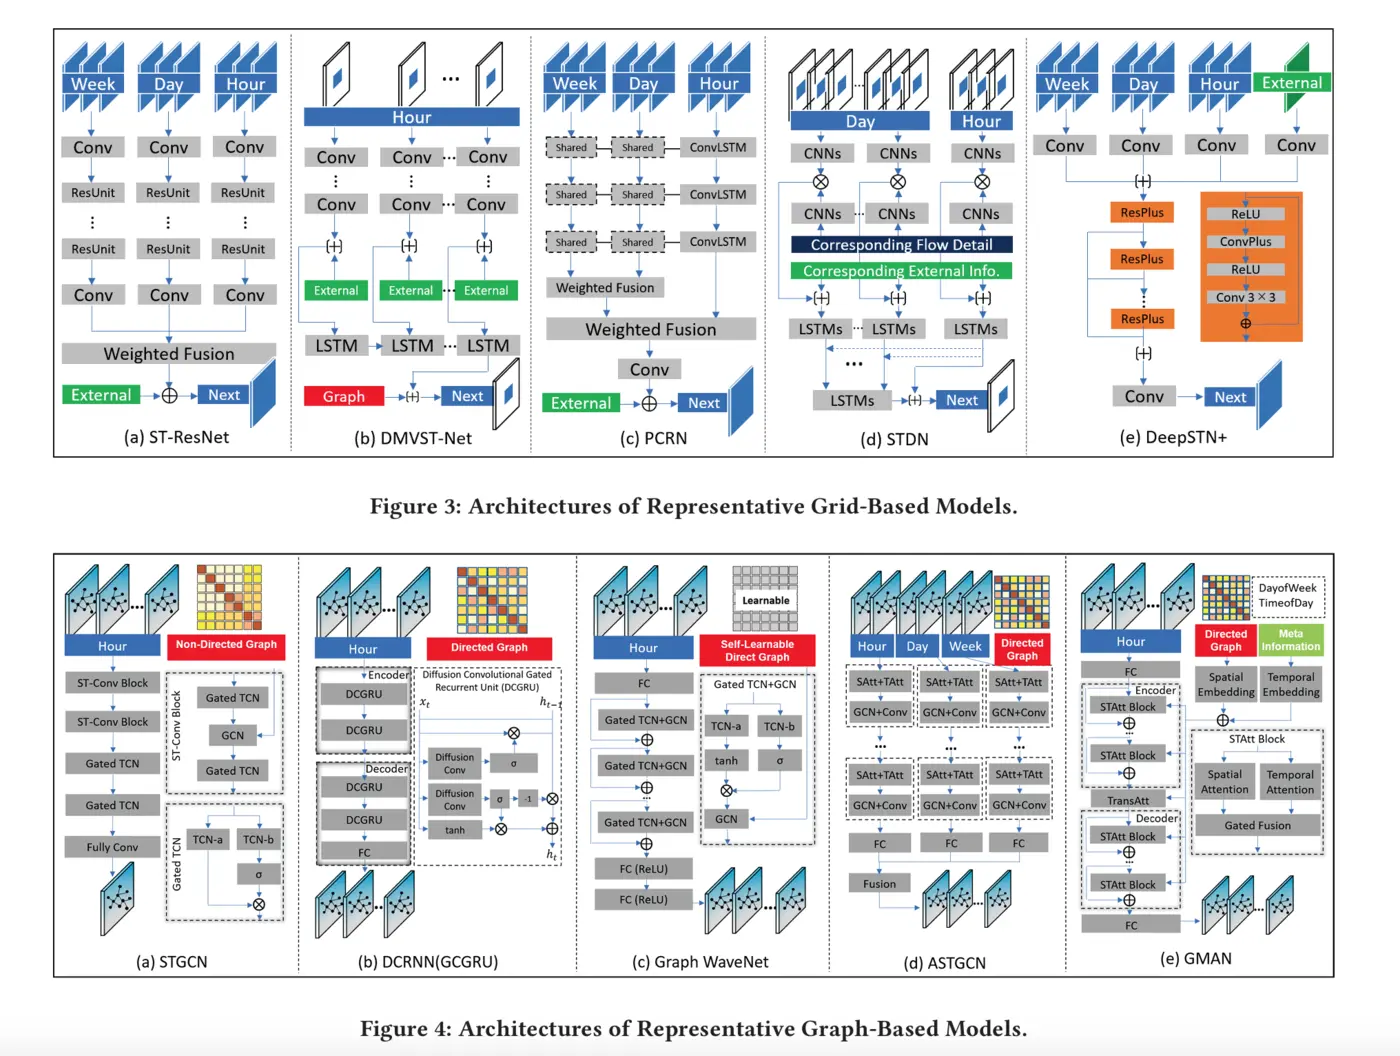 Week Day Hour
Conv Conv Conv
ResUnit ResUnit ResUnit
ResUnit ResUnit ResUnit
Conv Conv Conv
Weighted Fusion
External Next
(a) ST-ResNet
Hour
Conv Conv Conv
Conv Conv Conv
External External External
LSTM LSTM LSTM
Graph Next
(b) DMVST-Net
Week Day Hour
Shared Shared ConvLSTM
Shared Shared ConvLSTM
Shared Shared ConvLSTM
Weighted Fusion
Weighted Fusion
Conv
External Next
(c) PCRN
Day Hour
CNNs CNNs CNNs
CNNs CNNs CNNs
Corresponding Flow Detail
Corresponding External Info.
LSTMs LSTMs LSTMs
LSTMs Next
(d) STDN
Week Day Hour External
Conv Conv Conv Conv
ResPlus
ResPlus
ResPlus
ReLU
ConvPlus
ReLU
Conv 3 × 3
Conv Next
(e) DeepSTN+
Figure 3: Architectures of Representative Grid-Based Models.
Hour
Non-Directed Graph
ST-Conv Block
ST-Conv Block
Gated TCN
Gated TCN
Fully Conv
ST-Conv Block
Gated TCN
GCN
Gated TCN
Gated TCN
TCN-a TCN-b
σ
(a) STGCN
Hour
Directed Graph
Encoder
DCGRU
DCGRU
Decoder
DCGRU
DCGRU
FC
Diffusion Convolutional Gated
Recurrent Unit (DCGRU)
xt ht−1
Diffusion
Conv
σ
Diffusion
Conv
σ -1
tanh
ht
(b) DCRNN(GCGRU)
Learnable
Hour
Self-Learnable
Direct Graph
FC
Gated TCN+GCN
Gated TCN+GCN
Gated TCN+GCN
FC (ReLU)
FC (ReLU)
Gated TCN+GCN
TCN-a TCN-b
tanh σ
GCN
(c) Graph WaveNet
Hour Day Week
Directed
Graph
SAtt+TAtt SAtt+TAtt SAtt+TAtt
GCN+Conv GCN+Conv GCN+Conv
SAtt+TAtt SAtt+TAtt SAtt+TAtt
GCN+Conv GCN+Conv GCN+Conv
FC FC FC
Fusion
(d) ASTGCN
DayofWeek
TimeofDay
Hour
Directed
Graph
Meta
Information
FC
Encoder
STAtt Block
STAtt Block
TransAtt
Decoder
STAtt Block
STAtt Block
FC
Spatial
Embedding
Temporal
Embedding
STAtt Block
Spatial
Attention
Temporal
Attention
Gated Fusion
(e) GMAN
Figure 4: Architectures of Representative Graph-Based Models.